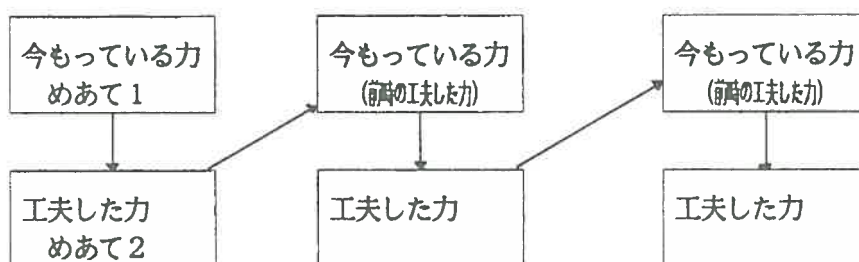 今もっている力
めあて１
今もっている力
(前時の工夫した力)
今もっている力
(前時の工夫した力)
工夫した力
めあて２
工夫した力
工夫した力